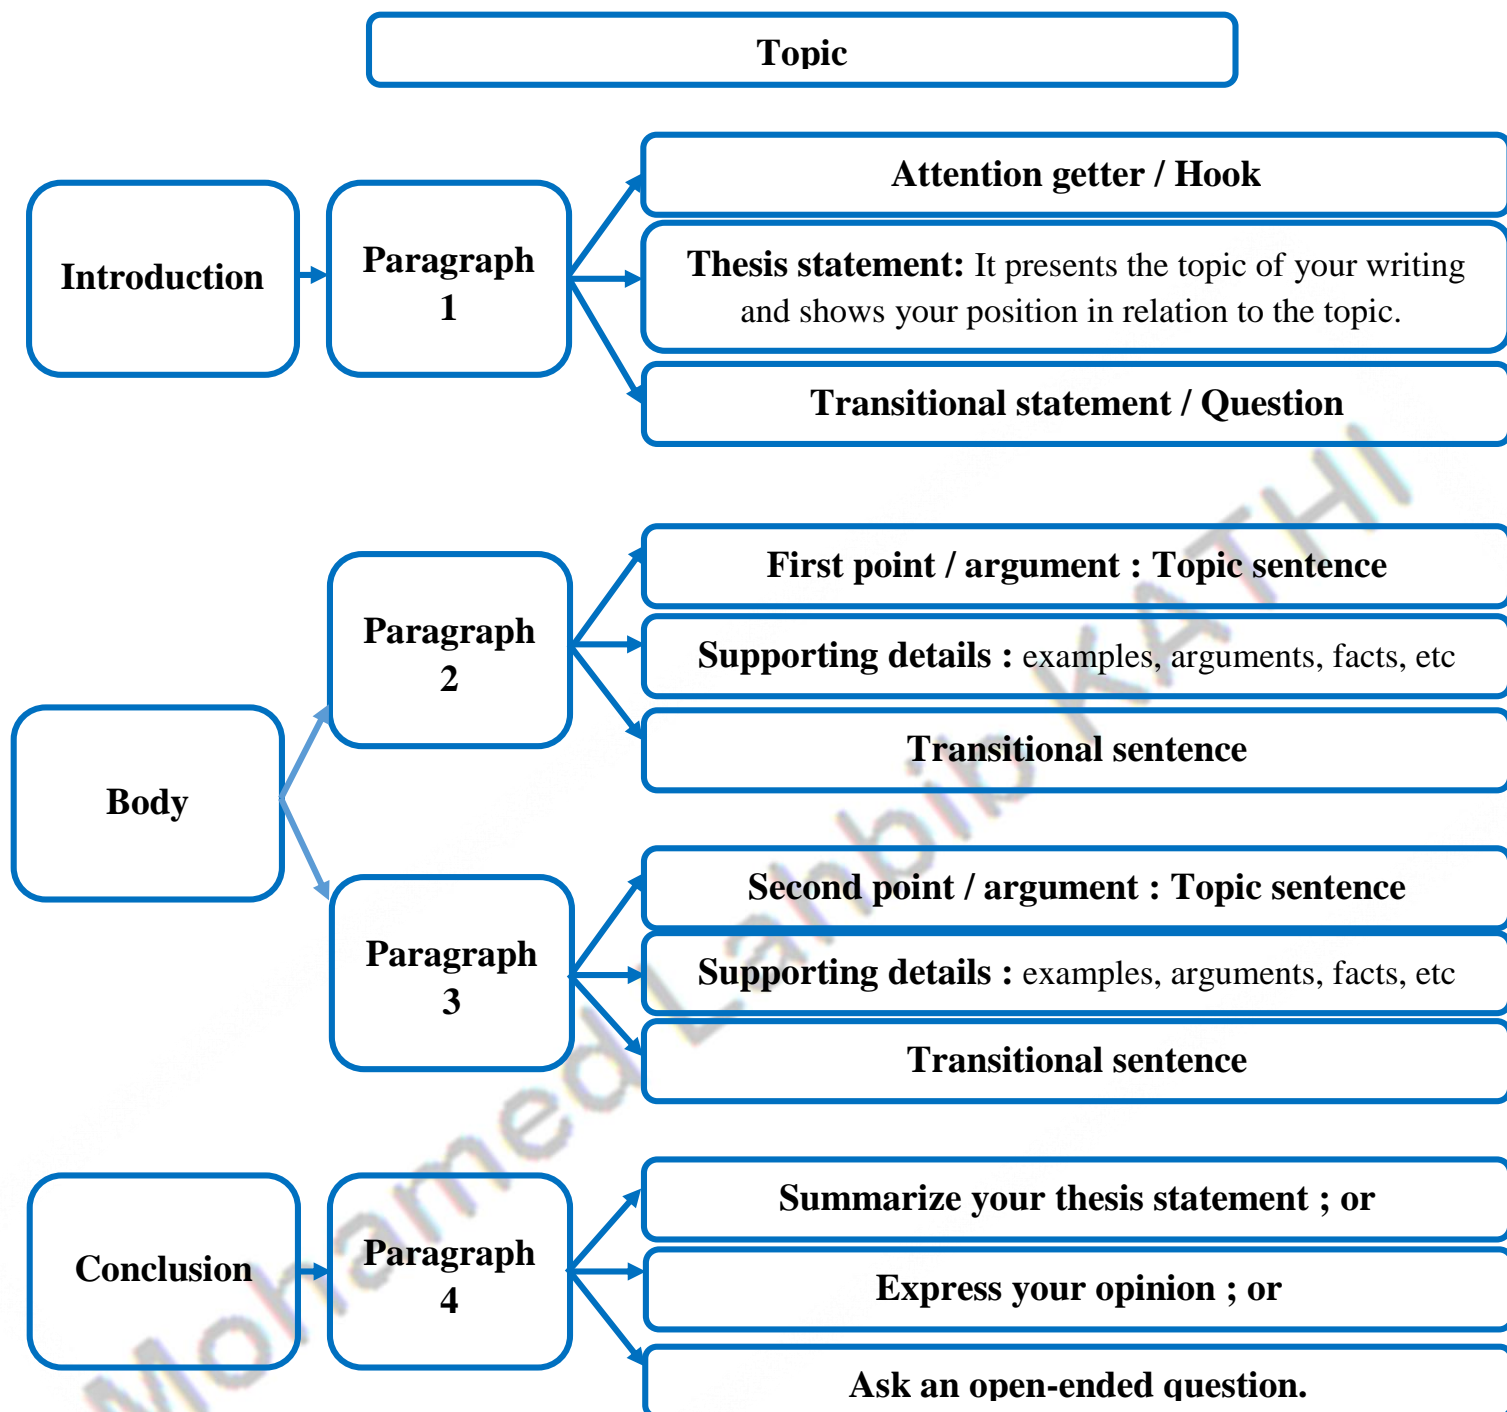 Topic
Introduction
Paragraph
1
Attention getter / Hook
Thesis statement: It presents the topic of your writing
and shows your position in relation to the topic.
Transitional statement / Question
Body
Paragraph
2
First point / argument : Topic sentence
Supporting details : examples, arguments, facts, etc
Transitional sentence
Paragraph
3
Second point / argument : Topic sentence
Supporting details : examples, arguments, facts, etc
Transitional sentence
Conclusion
Paragraph
4
Summarize your thesis statement ; or
Express your opinion ; or
Ask an open-ended question.
Mohamed Lahbib KATHI